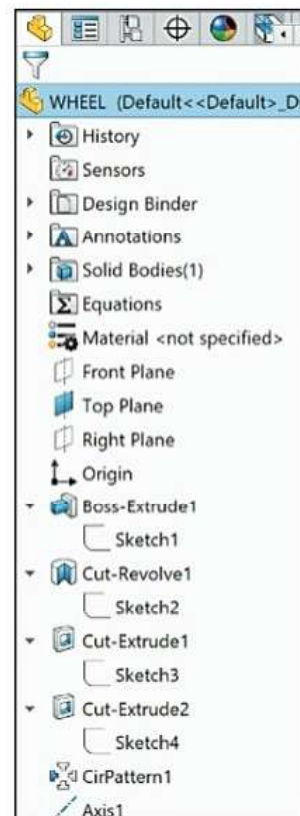 WHEEL (Default<<Default>_D
History
Sensors
Design Binder
Annotations
Solid Bodies(1)
Equations
Material <not specified>
Front Plane
Top Plane
Right Plane
Origin
Boss-Extrude1
Sketch1
Cut-Revolve1
Sketch2
Cut-Extrude1
Sketch3
Cut-Extrude2
Sketch4
CirPattern1
Axis1